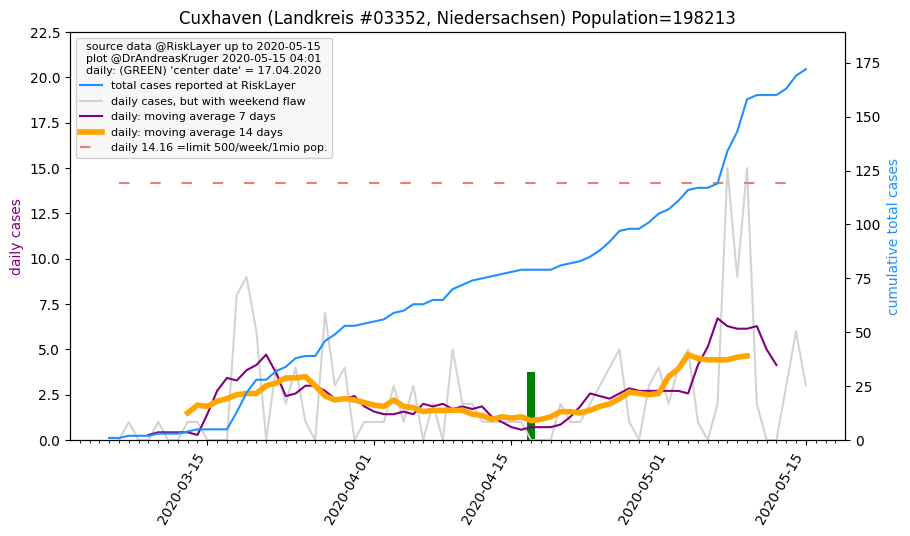 Cuxhaven (Landkreis #03352, Niedersachsen) Population=198213
source data @RiskLayer up to 2020-05-15
plot @DrAndreasKruger 2020-05-15 04:01
daily: (GREEN) 'center date' = 17.04.2020
total cases reported at RiskLayer
daily cases, but with weekend flaw
daily: moving average 7 days
daily: moving average 14 days
daily 14.16 =limit 500/week/1mio pop.
daily cases
22.5
20.0
17.5
15.0
12.5
10.0
7.5
5.0
2.5
0.0
175
150
125
100
75
50
25
0
cumulative total cases
2020-03-15
2020-04-01
2020-04-15
2020-05-01
2020-05-15